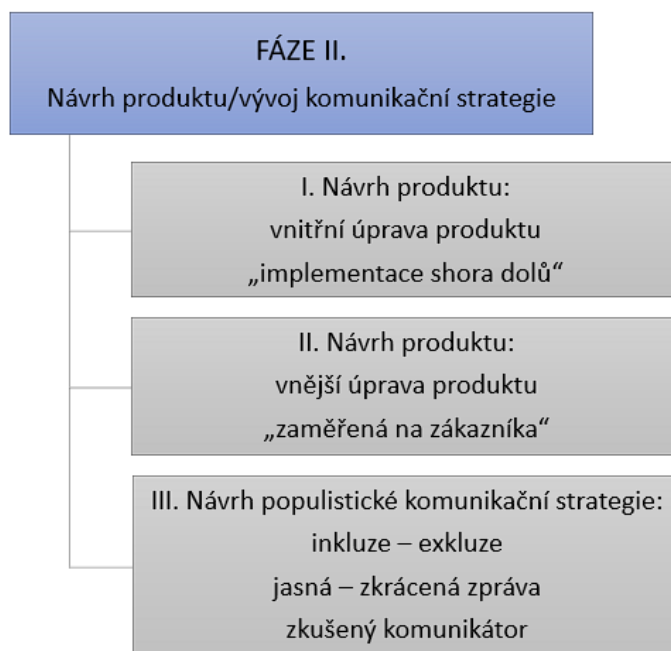 FÁZE II.
Návrh produktu/vývoj komunikační strategie
I. Návrh produktu:
vnitřní úprava produktu
„implementace shora dolů“
II. Návrh produktu:
vnější úprava produktu
„zaměřená na zákazníka“
III. Návrh populistické komunikační strategie:
inkluze – exkluze
jasná – zkrácená zpráva
zkušený komunikátor